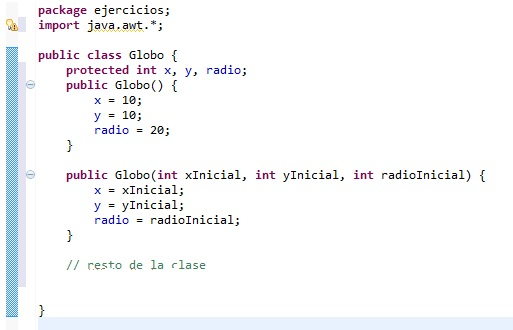 package ejercicios;
import java.awt.*;
public class Globo {
protected int x, y, radio;
public Globo() {
x = 10;
y = 10;
radio = 20;
}
public Globo(int xInicial, int yInicial, int radioInicial) {
x = xInicial;
y = yInicial;
radio = radioInicial;
}
// resto de la clase
}